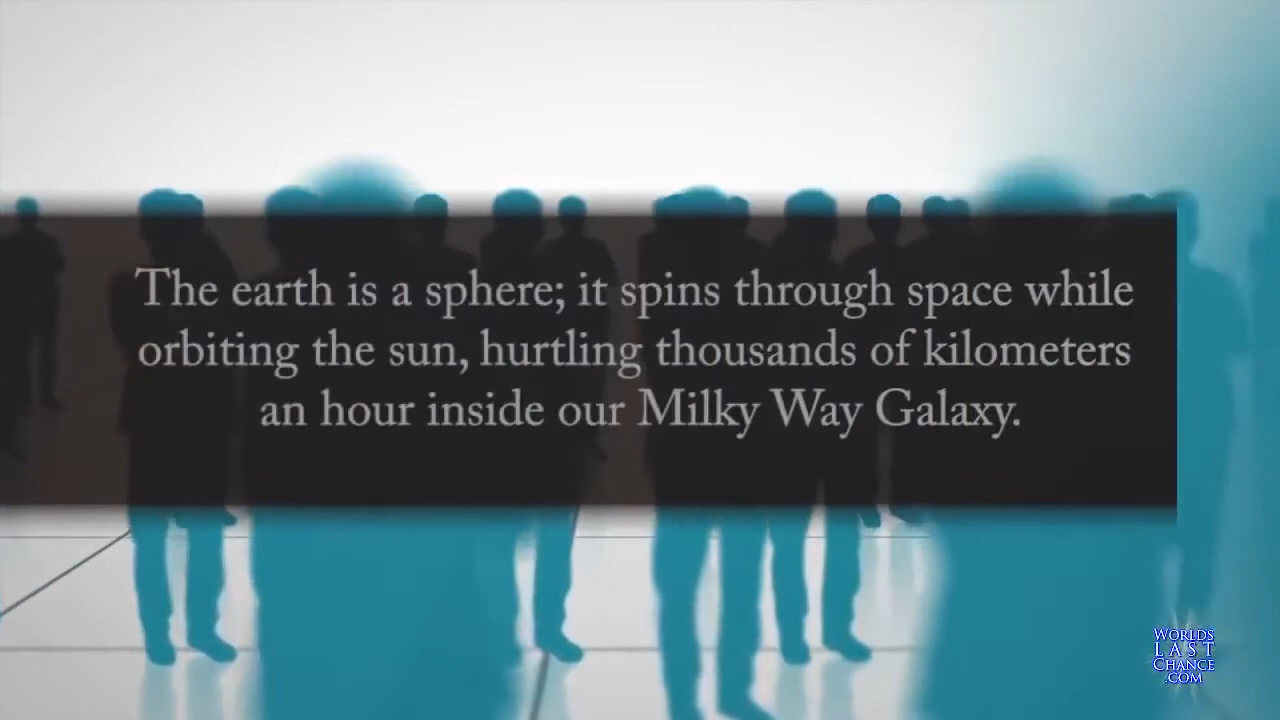 The earth is a sphere; it spins through space while
orbiting the sun, hurtling thousands of kilometers
an hour inside our Milky Way Galaxy.
WORLDS
LAST
CHANCE
.COM